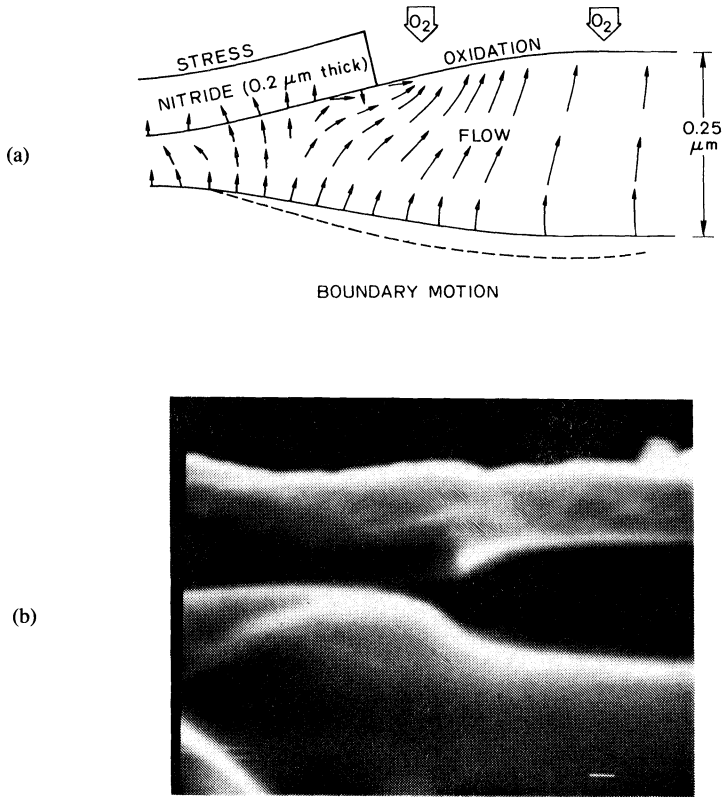 O₂ O₂
STRESS
OXIDATION
NITRIDE (0.2 μm thick)
(a)
FLOW
0.25
μm
BOUNDARY MOTION
(b)